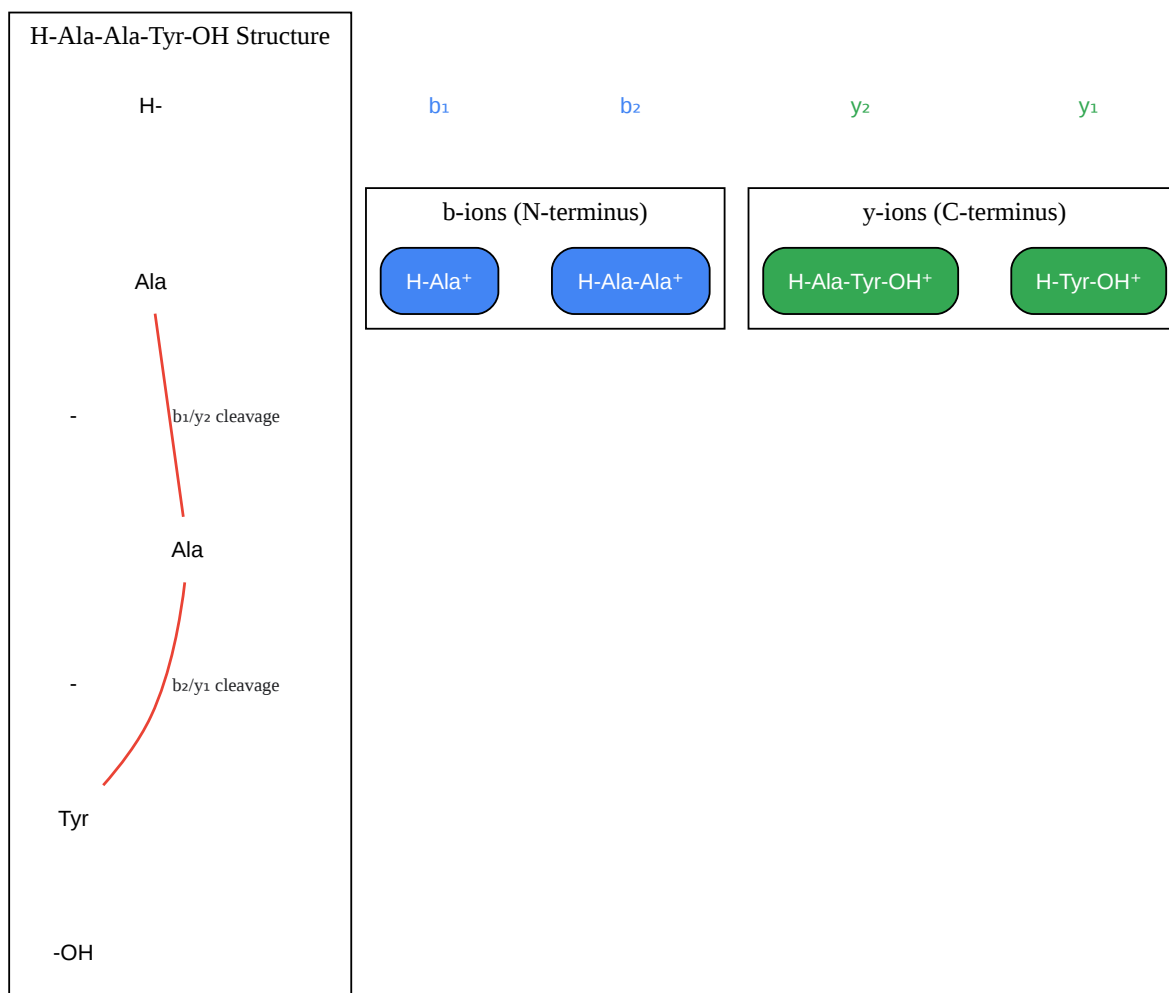 H-Ala-Ala-Tyr-OH Structure
H-
b₁
b₂
y₂
y₁
b-ions (N-terminus)
y-ions (C-terminus)
Ala
H-Ala⁺
H-Ala-Ala⁺
H-Ala-Tyr-OH⁺
H-Tyr-OH⁺
-
b₁/y₂ cleavage
Ala
-
b₂/y₁ cleavage
Tyr
-OH